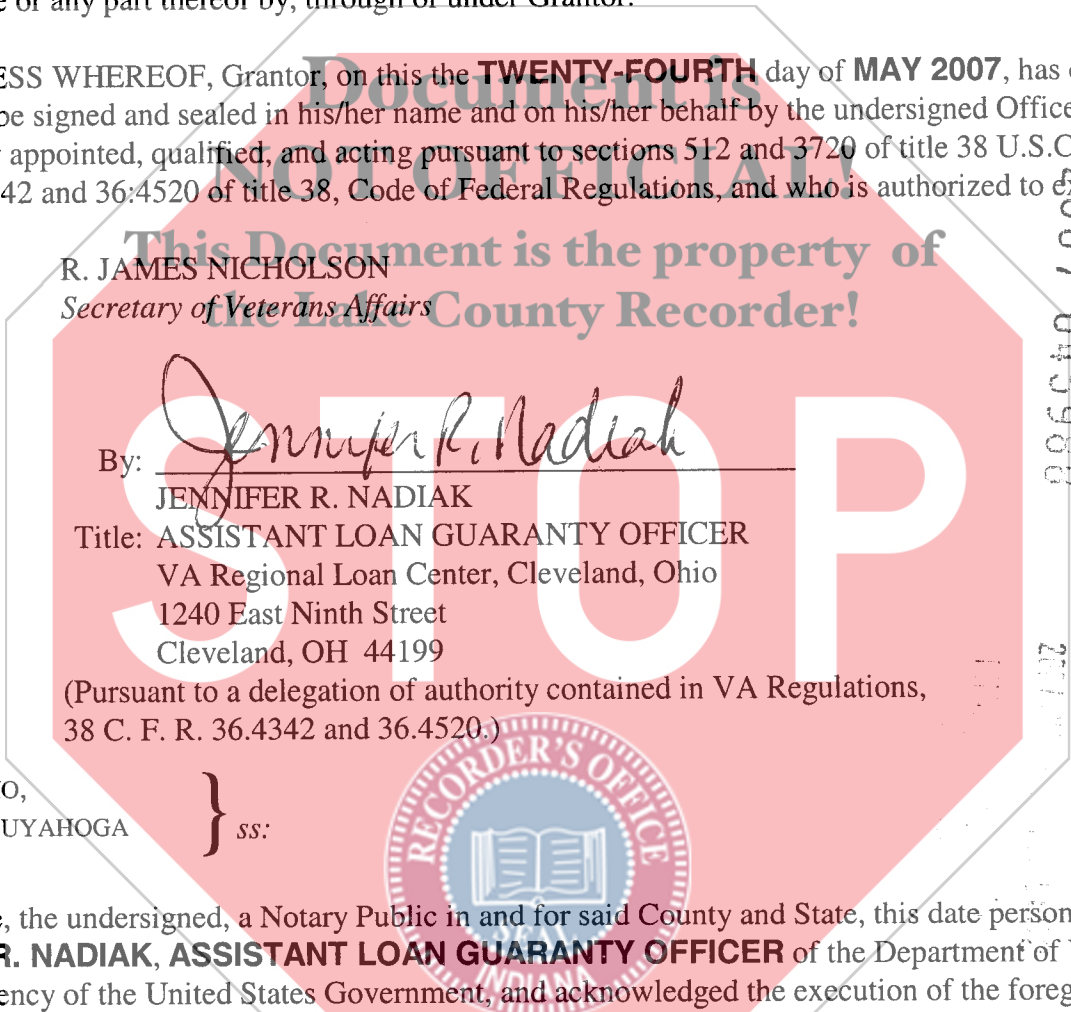 e or any part thereof by, through or under Grantor.
ESS WHEREOF, Grantor, on this the TWENTY-FOURTH day of MAY 2007, has
be signed and sealed in his/her name and on his/her behalf by the undersigned Office
appointed, qualified, and acting pursuant to sections 512 and 3720 of title 38 U.S.C
42 and 36:4520 of title 38, Code of Federal Regulations, and who is authorized to ex
Document is
NOT OFFICIAL!
This Document is the property of
the Lake County Recorder!
R. JAMES NICHOLSON
Secretary of Veterans Affairs
STOP
Jennifer R. Nadiak
By:
JENNIFER R. NADIAK
Title: ASSISTANT LOAN GUARANTY OFFICER
VA Regional Loan Center, Cleveland, Ohio
1240 East Ninth Street
Cleveland, OH 44199
(Pursuant to a delegation of authority contained in VA Regulations,
38 C. F. R. 36.4342 and 36.4520.)
O,
UYAHOGA } ss:
RECORDER'S OFFICE
SEAL
INDIANA
, the undersigned, a Notary Public in and for said County and State, this date person
R. NADIAK, ASSISTANT LOAN GUARANTY OFFICER of the Department of V
ency of the United States Government, and acknowledged the execution of the foreg